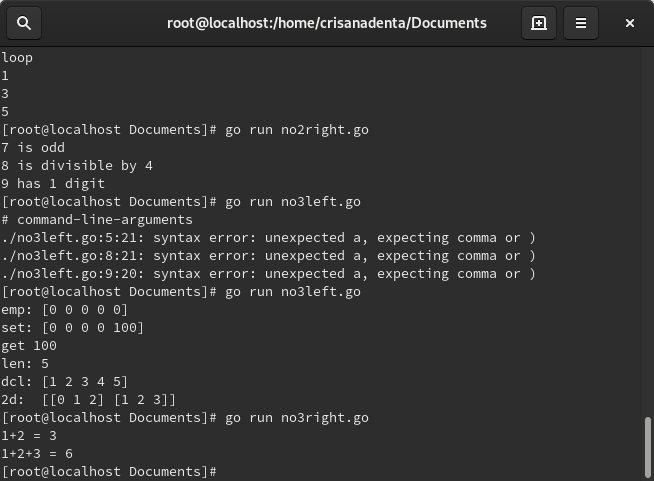 root@localhost:/home/crisanadenta/Documents
loop
1
3
5
[root@localhost Documents]# go run no2right.go
7 is odd
8 is divisible by 4
9 has 1 digit
[root@localhost Documents]# go run no3left.go
# command-line-arguments
./no3left.go:5:21: syntax error: unexpected a, expecting comma or )
./no3left.go:8:21: syntax error: unexpected a, expecting comma or )
./no3left.go:9:20: syntax error: unexpected a, expecting comma or )
[root@localhost Documents]# go run no3left.go
emp: [0 0 0 0 0]
set: [0 0 0 0 100]
get 100
len: 5
dcl: [1 2 3 4 5]
2d:  [[0 1 2] [1 2 3]]
[root@localhost Documents]# go run no3right.go
1+2 = 3
1+2+3 = 6
[root@localhost Documents]#